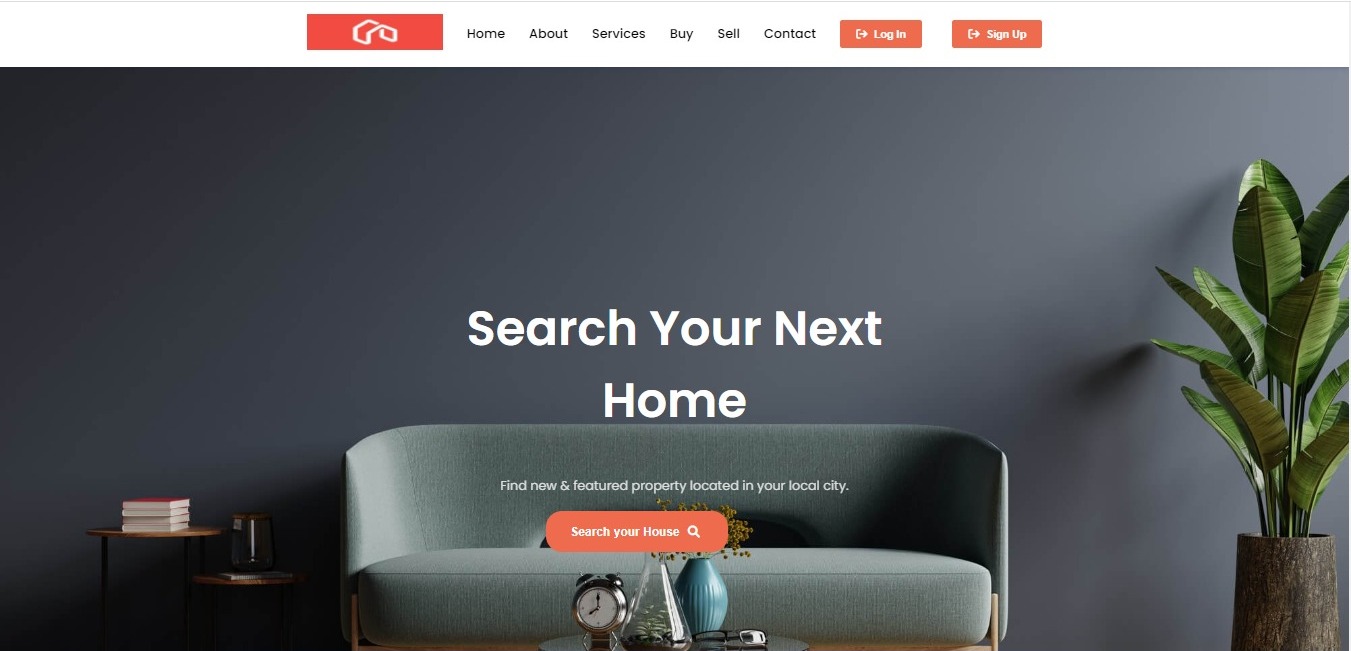 Home About Services Buy Sell Contact Log In Sign Up
Search Your Next
Home
Find new & featured property located in your local city.
Search your House